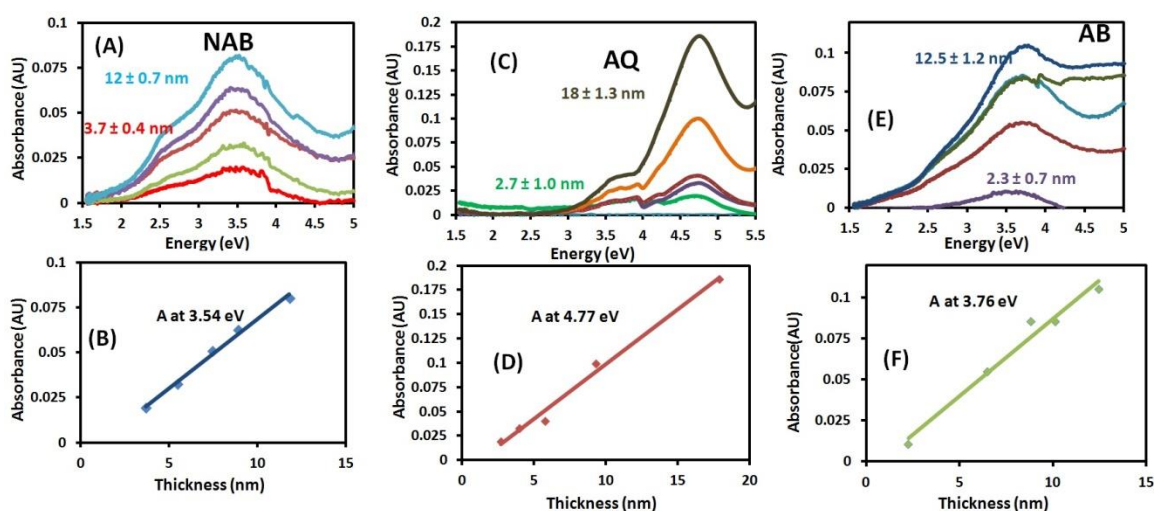 (A)
NAB
12 ± 0.7 nm
3.7 ± 0.4 nm
Absorbance (AU)
0.1
0.075
0.05
0.025
0
1.5 2 2.5 3 3.5 4 4.5 5
Energy (eV)
(C)
AQ
18 ± 1.3 nm
2.7 ± 1.0 nm
Absorbance (AU)
0.2
0.175
0.15
0.125
0.1
0.075
0.05
0.025
0
1.5 2 2.5 3 3.5 4 4.5 5 5.5
Energy (eV)
AB
12.5 ± 1.2 nm
(E)
2.3 ± 0.7 nm
Absorbance (AU)
0.1
0.075
0.05
0.025
0
1.5 2 2.5 3 3.5 4 4.5 5
Energy (eV)
(B)
A at 3.54 eV
Absorbance (AU)
0.1
0.075
0.05
0.025
0
0 5 10 15
Thickness (nm)
(D)
A at 4.77 eV
Absorbance (AU)
0.2
0.175
0.15
0.125
0.1
0.075
0.05
0.025
0
0 5 10 15 20
Thickness (nm)
(F)
A at 3.76 eV
Absorbance(AU)
0.1
0.075
0.05
0.025
0
0 5 10 15
Thickness (nm)